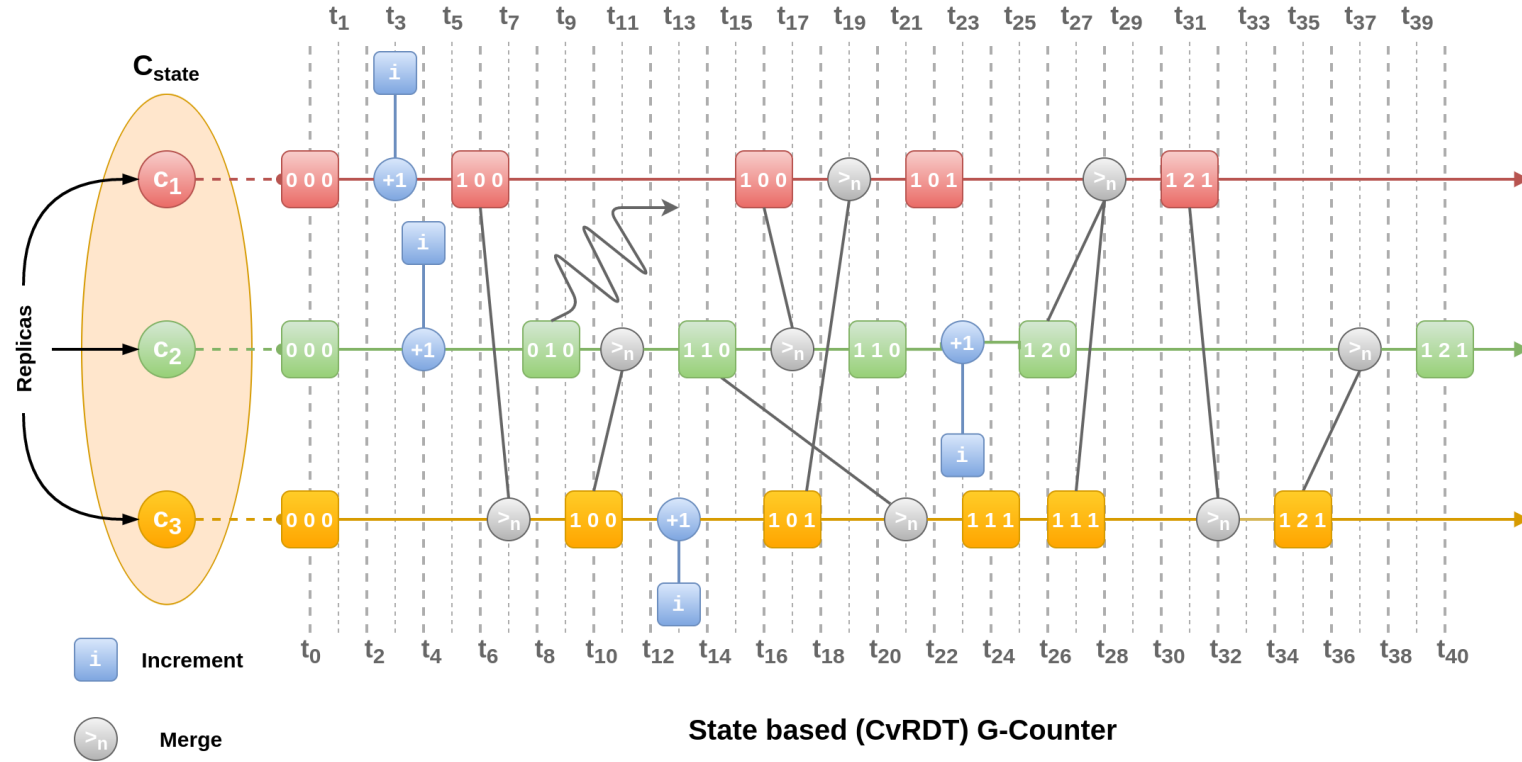 t1 t3 t5 t7 t9 t11 t13 t15 t17 t19 t21 t23 t25 t27 t29 t31 t33 t35 t37 t39
Cstate
i
c1 0 0 0 +1 1 0 0 1 0 0 >n 1 0 1 >n 1 2 1
i
Replicas
c2 0 0 0 +1 0 1 0 >n 1 1 0 >n 1 1 0 +1 1 2 0 >n 1 2 1
i
c3 0 0 0 >n 1 0 0 +1 1 0 1 >n 1 1 1 1 1 1 >n 1 2 1
i
t0 t2 t4 t6 t8 t10 t12 t14 t16 t18 t20 t22 t24 t26 t28 t30 t32 t34 t36 t38 t40
i Increment
State based (CvRDT) G-Counter
>n Merge